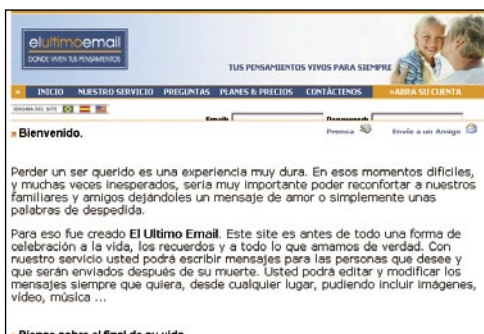 elultimoemail
DONDE VIVEN TUS PENSAMIENTOS
TUS PENSAMIENTOS VIVOS PARA SIEMPRE
» INICIO NUESTRO SERVICIO PREGUNTAS PLANES & PRECIOS CONTÁCTENOS »ABRA SU CUENTA
IDIOMA DEL SITE
Email: Password:
» Bienvenido. Prensa Envíe a un Amigo
Perder un ser querido es una experiencia muy dura. En esos momentos difíciles,
y muchas veces inesperados, seria muy importante poder reconfortar a nuestros
familiares y amigos dejándoles un mensaje de amor o simplemente unas
palabras de despedida.
Para eso fue creado El Ultimo Email. Este site es antes de todo una forma de
celebración a la vida, los recuerdos y a todo lo que amamos de verdad. Con
nuestro servicio usted podrá escribir mensajes para las personas que desee y
que serán enviados después de su muerte. Usted podrá editar y modificar los
mensajes siempre que quiera, desde cualquier lugar, pudiendo incluir imágenes,
vídeo, música ...
sobre el final de su vida